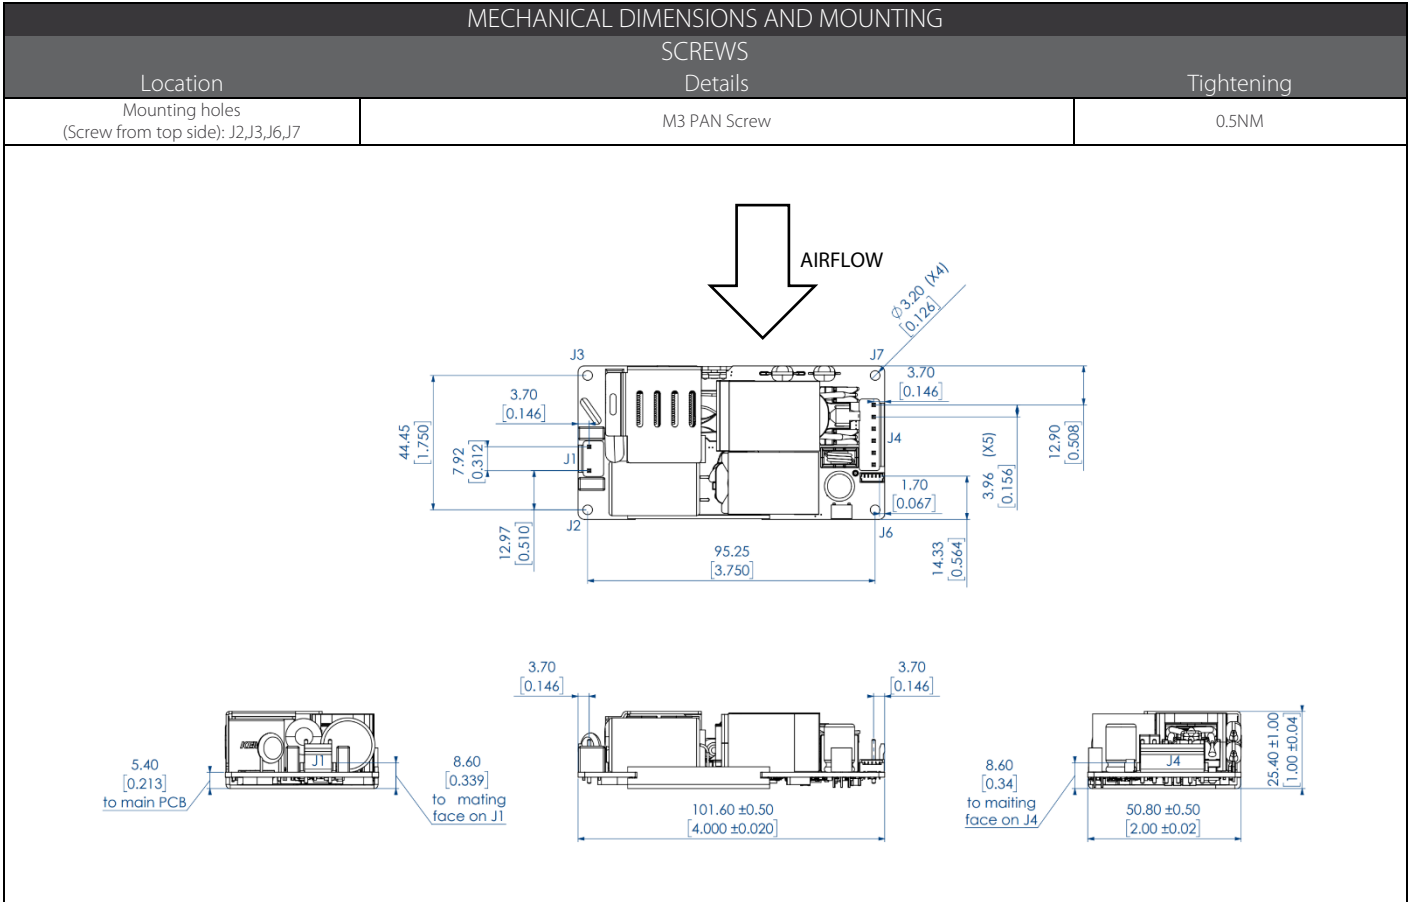 MECHANICAL DIMENSIONS AND MOUNTING
SCREWS
Location Details Tightening
Mounting holes
(Screw from top side): J2,J3,J6,J7
M3 PAN Screw
0.5NM
AIRFLOW
Ø3.20 (X4)
[0.126]
J3
J7
3.70
[0.146]
3.70
[0.146]
44.45
[1.750]
7.92
[0.312]
J1
J4
12.90
[0.508]
3.96 (X5)
[0.156]
1.70
[0.067]
J2
J6
12.97
[0.510]
14.33
[0.564]
95.25
[3.750]
3.70
[0.146]
3.70
[0.146]
J1
5.40
[0.213]
to main PCB
8.60
[0.339]
to mating
face on J1
101.60 ±0.50
[4.000 ±0.020]
8.60
[0.34]
to maiting
face on J4
J4
50.80 ±0.50
[2.00 ±0.02]
25.40 ±1.00
[1.00 ±0.04]